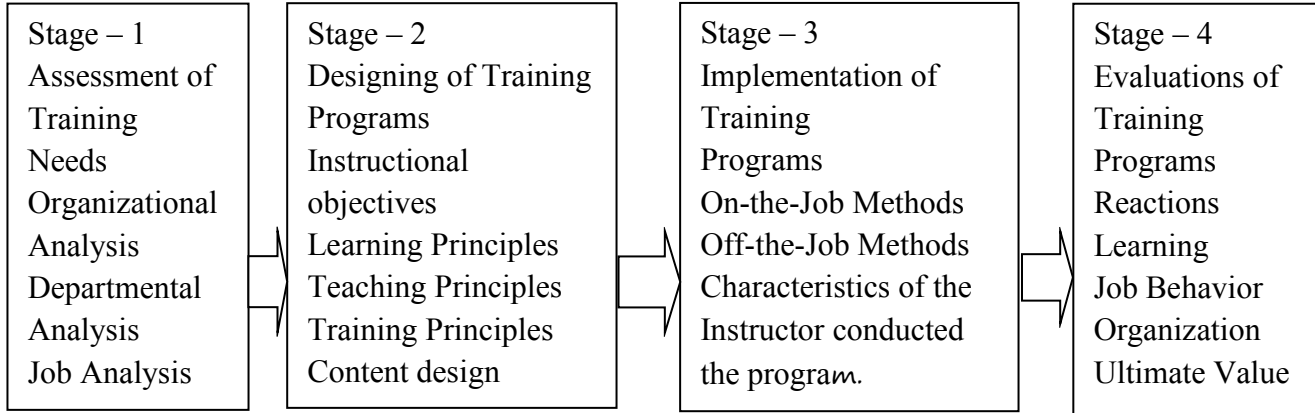 Stage – 1
Assessment of
Training
Needs
Organizational
Analysis
Departmental
Analysis
Job Analysis
Stage – 2
Designing of Training
Programs
Instructional
objectives
Learning Principles
Teaching Principles
Training Principles
Content design
Stage – 3
Implementation of
Training
Programs
On-the-Job Methods
Off-the-Job Methods
Characteristics of the
Instructor conducted
the program.
Stage – 4
Evaluations of
Training
Programs
Reactions
Learning
Job Behavior
Organization
Ultimate Value